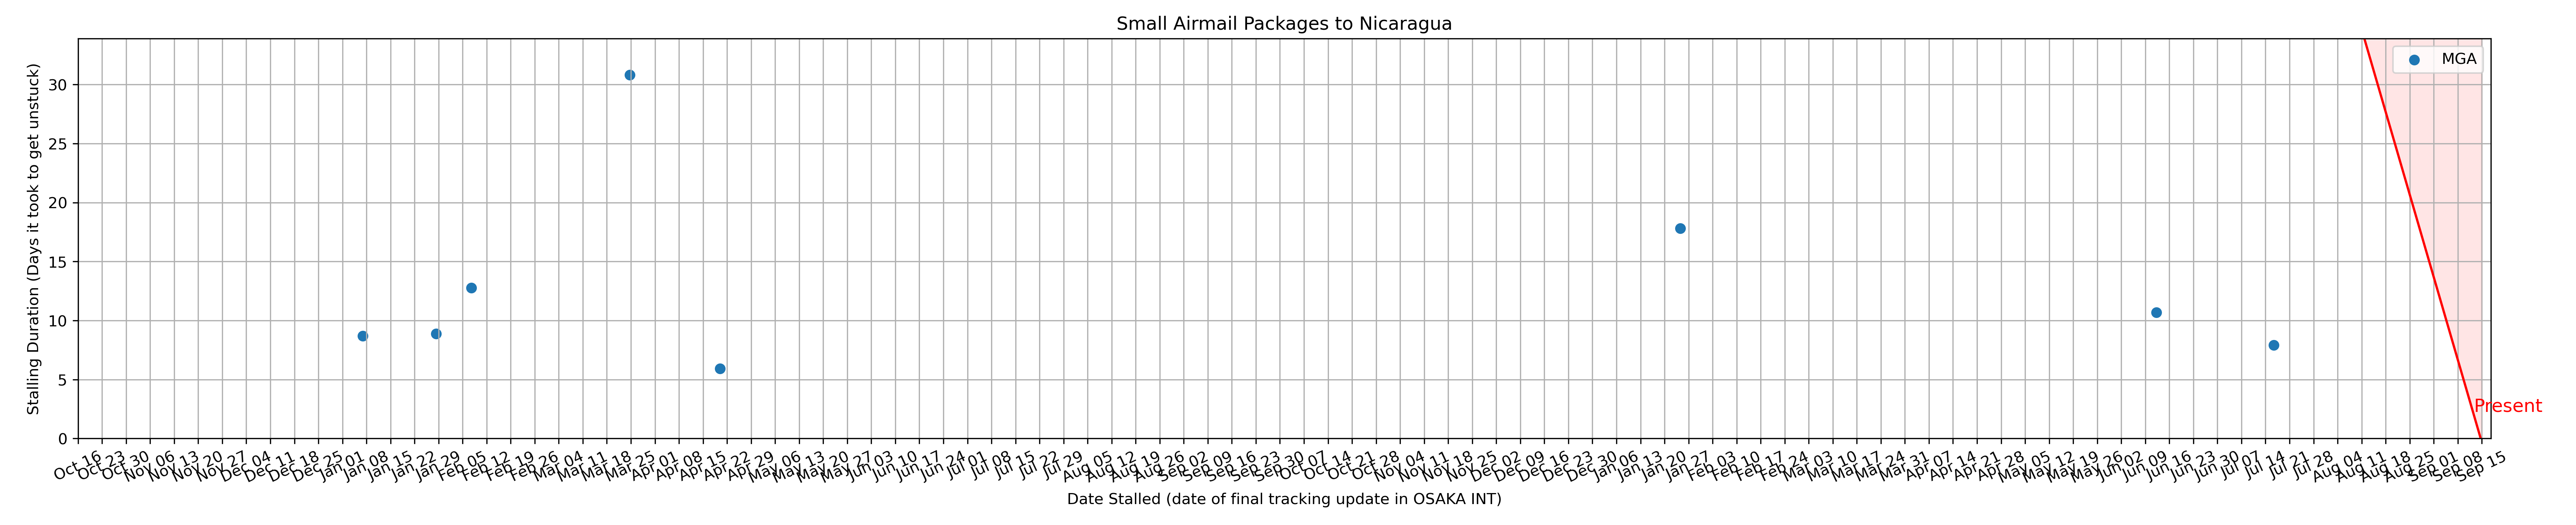 Small Airmail Packages to Nicaragua
MGA
Stalling Duration (Days it took to get unstuck)
30
25
20
15
10
5
0
Present
Oct 16 Oct 23 Oct 30 Nov 06 Nov 13 Nov 20 Nov 27 Dec 04 Dec 11 Dec 18 Dec 25 Jan 01 Jan 08 Jan 15 Jan 22 Jan 29 Feb 05 Feb 12 Feb 19 Feb 26 Mar 04 Mar 11 Mar 18 Mar 25 Apr 01 Apr 08 Apr 15 Apr 22 Apr 29 May 06 May 13 May 20 May 27 Jun 03 Jun 10 Jun 17 Jun 24 Jul 01 Jul 08 Jul 15 Jul 22 Jul 29 Aug 05 Aug 12 Aug 19 Aug 26 Sep 02 Sep 09 Sep 16 Sep 23 Sep 30 Oct 07 Oct 14 Oct 21 Oct 28 Nov 04 Nov 11 Nov 18 Nov 25 Dec 02 Dec 09 Dec 16 Dec 23 Dec 30 Jan 06 Jan 13 Jan 20 Jan 27 Feb 03 Feb 10 Feb 17 Feb 24 Mar 03 Mar 10 Mar 17 Mar 24 Mar 31 Apr 07 Apr 14 Apr 21 Apr 28 May 05 May 12 May 19 May 26 Jun 02 Jun 09 Jun 16 Jun 23 Jun 30 Jul 07 Jul 14 Jul 21 Jul 28 Aug 04 Aug 11 Aug 18 Aug 25 Sep 01 Sep 08 Sep 15
Date Stalled (date of final tracking update in OSAKA INT)